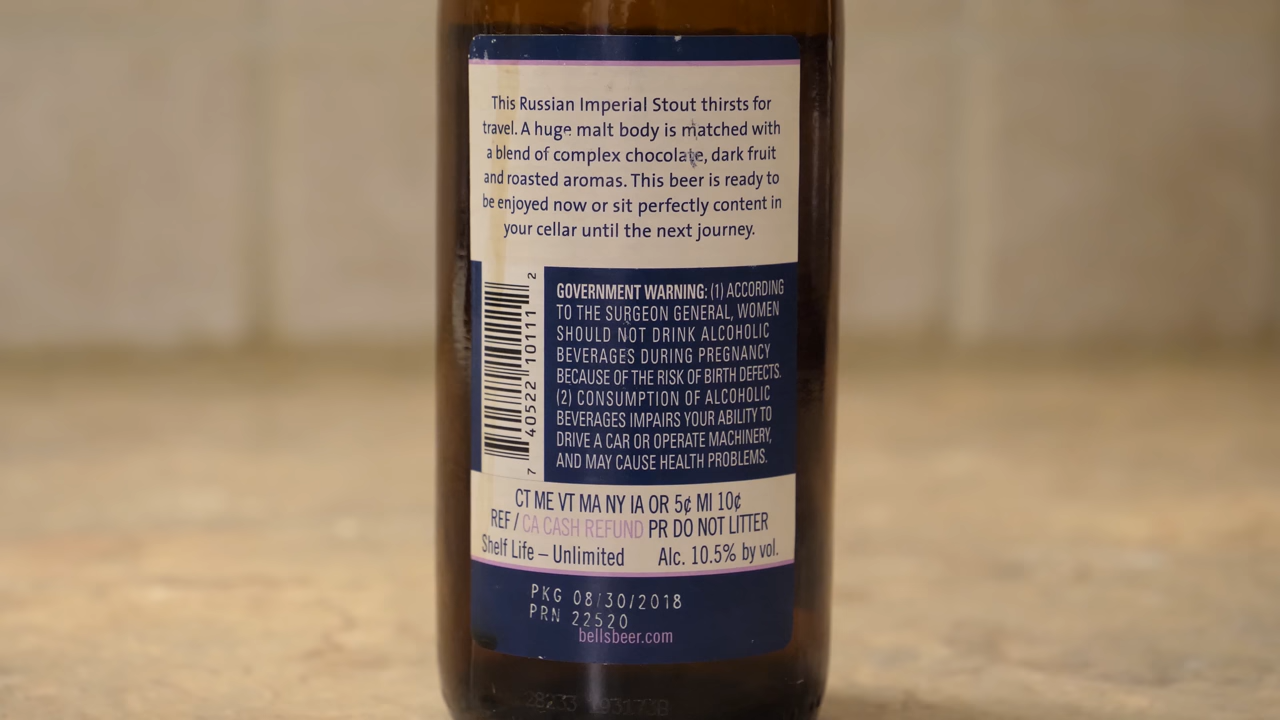 This Russian Imperial Stout thirsts for
travel. A huge malt body is matched with
a blend of complex chocolate, dark fruit
and roasted aromas. This beer is ready to
be enjoyed now or sit perfectly content in
your cellar until the next journey.
7 40522 10111 2
GOVERNMENT WARNING: (1) ACCORDING
TO THE SURGEON GENERAL, WOMEN
SHOULD NOT DRINK ALCOHOLIC
BEVERAGES DURING PREGNANCY
BECAUSE OF THE RISK OF BIRTH DEFECTS.
(2) CONSUMPTION OF ALCOHOLIC
BEVERAGES IMPAIRS YOUR ABILITY TO
DRIVE A CAR OR OPERATE MACHINERY,
AND MAY CAUSE HEALTH PROBLEMS.
CT ME VT MA NY IA OR 5¢ MI 10¢
REF / CA CASH REFUND PR DO NOT LITTER
Shelf Life – Unlimited Alc. 10.5% by vol.
PKG 08/30/2018
PRN 22520
bellsbeer.com